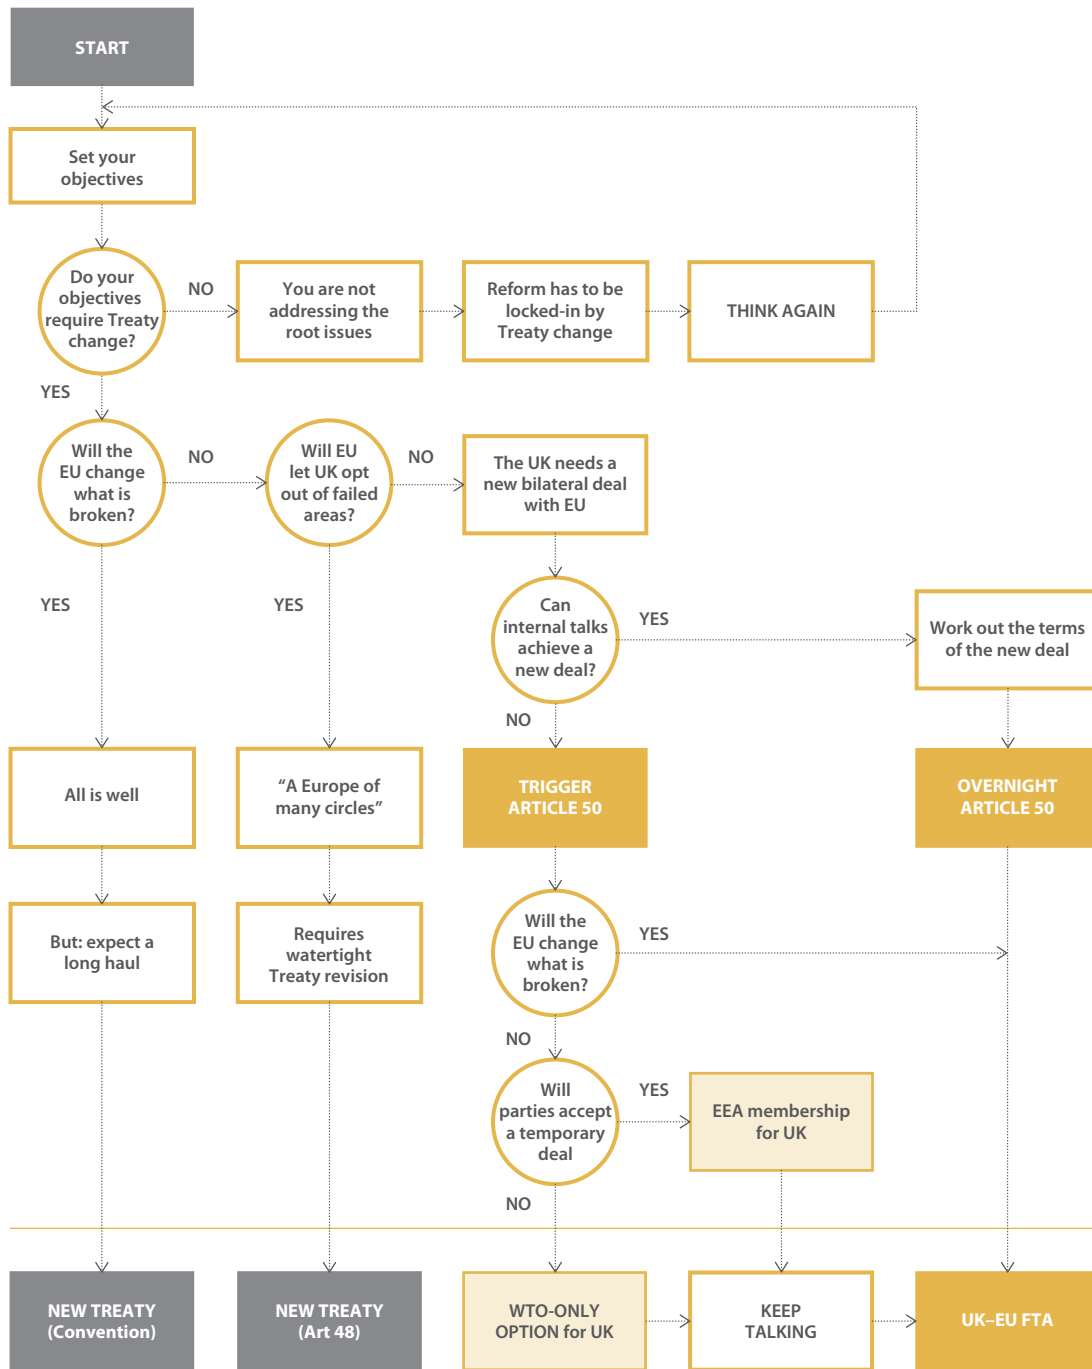 START
Set your
objectives
Do your
objectives
require Treaty
change?
NO
You are not
addressing the
root issues
Reform has to be
locked-in by
Treaty change
THINK AGAIN
YES
Will the
EU change
what is
broken?
NO
Will EU
let UK opt
out of failed
areas?
NO
The UK needs a
new bilateral deal
with EU
YES
YES
Can
internal talks
achieve a
new deal?
YES
Work out the terms
of the new deal
NO
All is well
“A Europe of
many circles”
TRIGGER
ARTICLE 50
OVERNIGHT
ARTICLE 50
But: expect a
long haul
Requires
watertight
Treaty revision
Will the
EU change
what is
broken?
YES
NO
Will
parties accept
a temporary
deal
YES
EEA membership
for UK
NO
NEW TREATY
(Convention)
NEW TREATY
(Art 48)
WTO-ONLY
OPTION for UK
KEEP
TALKING
UK–EU FTA